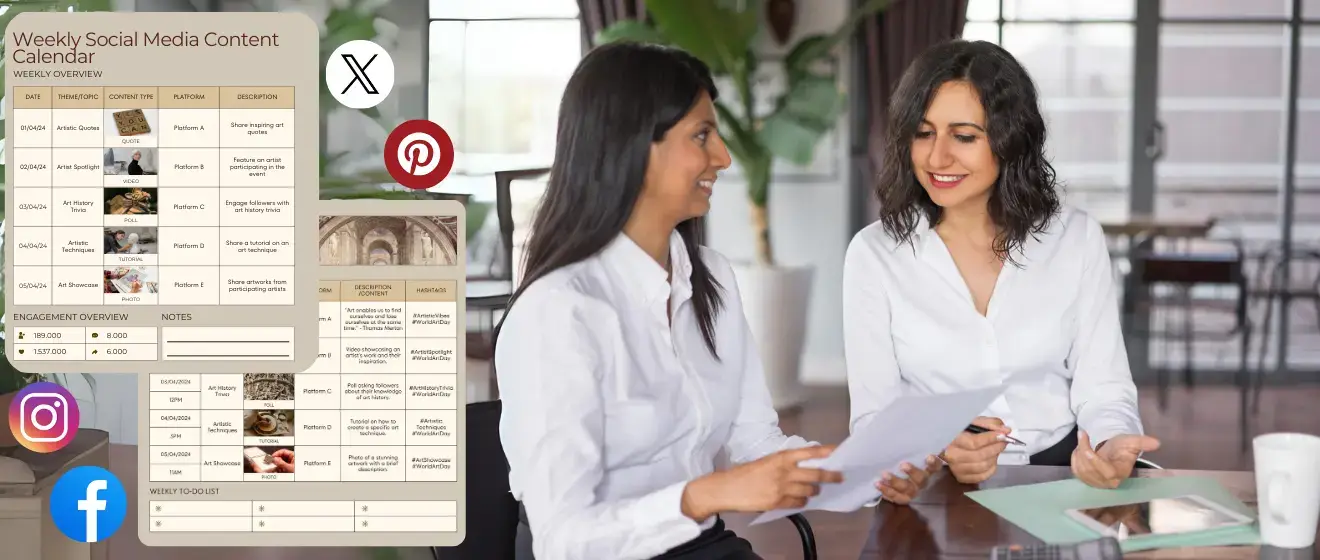 Weekly Social Media Content
Calendar
WEEKLY OVERVIEW
DATE THEME/TOPIC CONTENT TYPE PLATFORM DESCRIPTION
01/04/24 Artistic Quotes QUOTE Platform A Share inspiring art
quotes
02/04/24 Artist Spotlight VIDEO Platform B Feature an artist
participating in the
event
03/04/24 Art History
Trivia POLL Platform C Engage followers with
art history trivia
04/04/24 Artistic
Techniques TUTORIAL Platform D Share a tutorial on an
art technique
05/04/24 Art Showcase PHOTO Platform E Share artworks from
participating artists
ENGAGEMENT OVERVIEW NOTES
189.000 8.000
1.537.000 6.000
ORM DESCRIPTION
/CONTENT HASHTAGS
rm A "Art enables us to find
ourselves and lose
ourselves at the same
time." - Thomas Merton #ArtisticVibes
#WorldArtDay
rm B Video showcasing an
artist's work and their
inspiration. #ArtistSpotlight
#WorldArtDay
03/04/2024
12PM Art History
Trivia POLL Platform C Poll asking followers
about their knowledge
of art history. #ArtHistoryTrivia
#WorldArtDay
04/04/2024
3PM Artistic
Techniques TUTORIAL Platform D Tutorial on how to
create a specific art
technique. #Artistic
Techniques
#WorldArtDay
05/04/2024
11AM Art Showcase PHOTO Platform E Photo of a stunning
artwork with a brief
description. #ArtShowcase
#WorldArtDay
WEEKLY TO-DO LIST